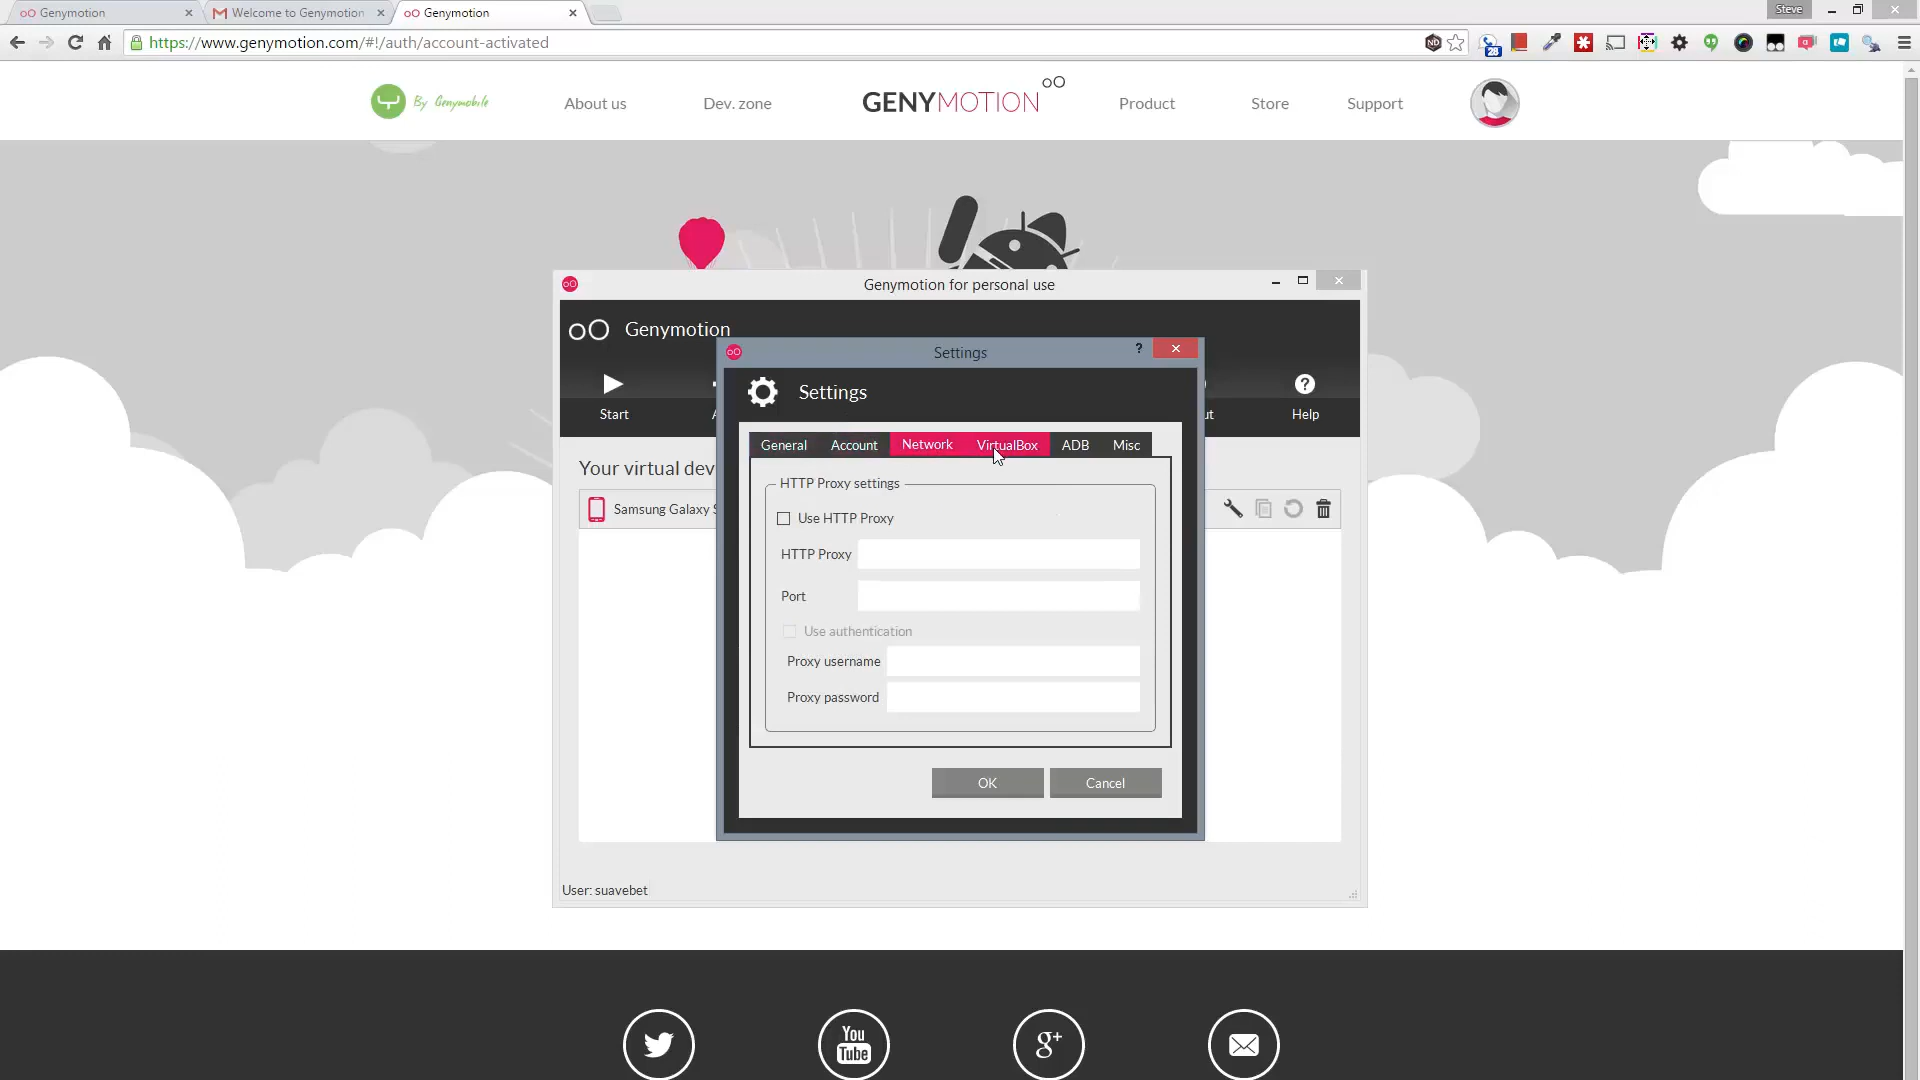 Genymotion
Welcome to Genymotion
Genymotion
Steve
https://www.genymotion.com/#!/auth/account-activated
ND
28
By Genymobile
About us
Dev. zone
GENYMOTION
Product
Store
Support
Genymotion for personal use
Genymotion
Settings
?
Settings
Start
Help
General
Account
Network
VirtualBox
ADB
Misc
Your virtual dev
HTTP Proxy settings
Samsung Galaxy S
Use HTTP Proxy
HTTP Proxy
Port
Use authentication
Proxy username
Proxy password
OK
Cancel
User: suavebet
You
Tube
g+